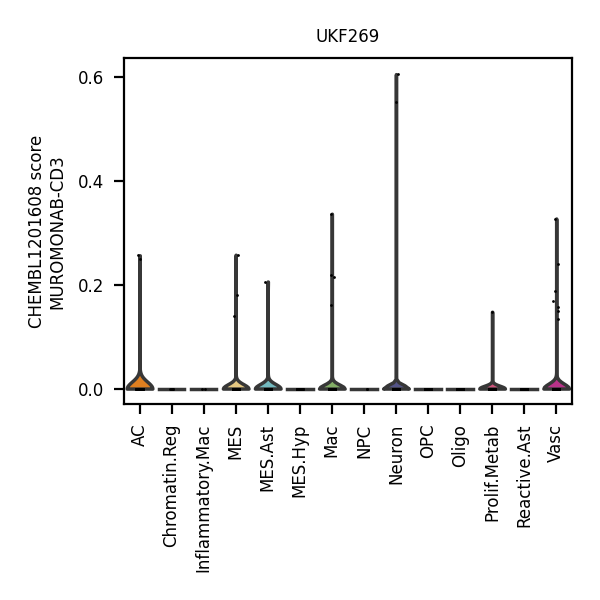 UKF269
CHEMBL1201608 score
MUROMONAB-CD3
0.6
0.4
0.2
0.0
AC
Chromatin.Reg
Inflammatory.Mac
MES
MES.Ast
MES.Hyp
Mac
NPC
Neuron
OPC
Oligo
Prolif.Metab
Reactive.Ast
Vasc